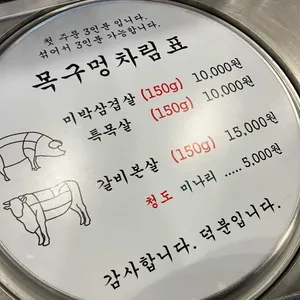 첫 주문 3인분 입니다.
섞어서 3인분 가능합니다.
목구멍차림표
미박삼겹살 (150g) 10,000원
특목살 (150g) 10,000원
갈비본살 (150g) 15,000원
청도 미나리 ..... 5,000원
감사합니다. 덕분입니다.